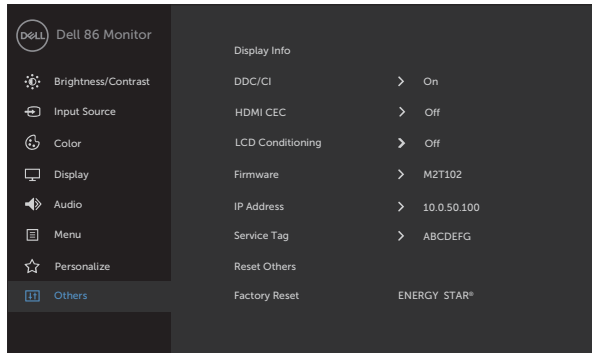 DELL Dell 86 Monitor
Brightness/Contrast
Input Source
Color
Display
Audio
Menu
Personalize
Others
Display Info
DDC/CI > On
HDMI CEC > Off
LCD Conditioning > Off
Firmware > M2T102
IP Address > 10.0.50.100
Service Tag > ABCDEFG
Reset Others
Factory Reset ENERGY STAR®